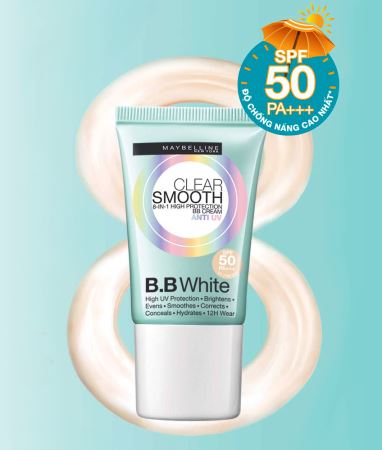 SPF
50
PA+++
ĐỘ CHỐNG NẮNG CAO NHẤT*
MAYBELLINE
NEW YORK
CLEAR
SMOOTH
8-IN-1 HIGH PROTECTION
BB CREAM
ANTI UV
SPF
50
PA+++
B.B White
High UV Protection • Brightens •
Evens • Smoothes • Corrects •
Conceals • Hydrates • 12H Wear